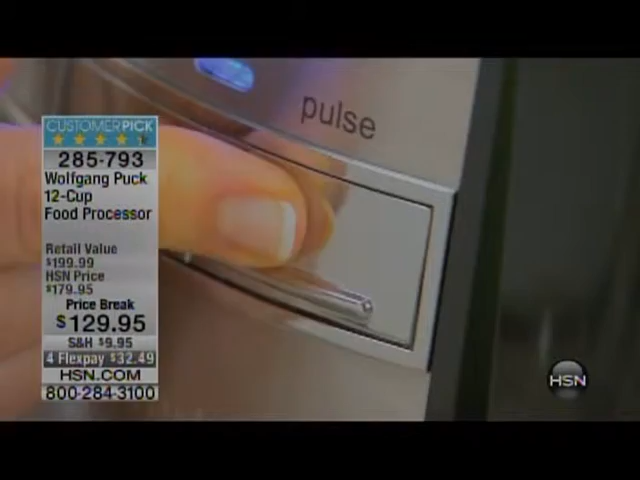 pulse
CUSTOMER PICK
285-793
Wolfgang Puck
12-Cup
Food Processor
Retail Value
$199.99
HSN Price
$179.95
Price Break
$129.95
S&H $9.95
4 Flexpay $32.49
HSN.COM
800-284-3100
HSN